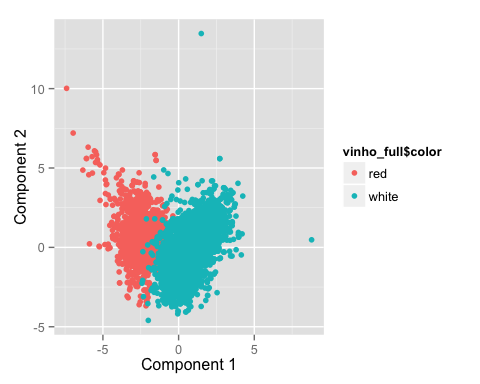 10
5
0
-5
-5
0
5
Component 1
Component 2
vinho_full$color
red
white